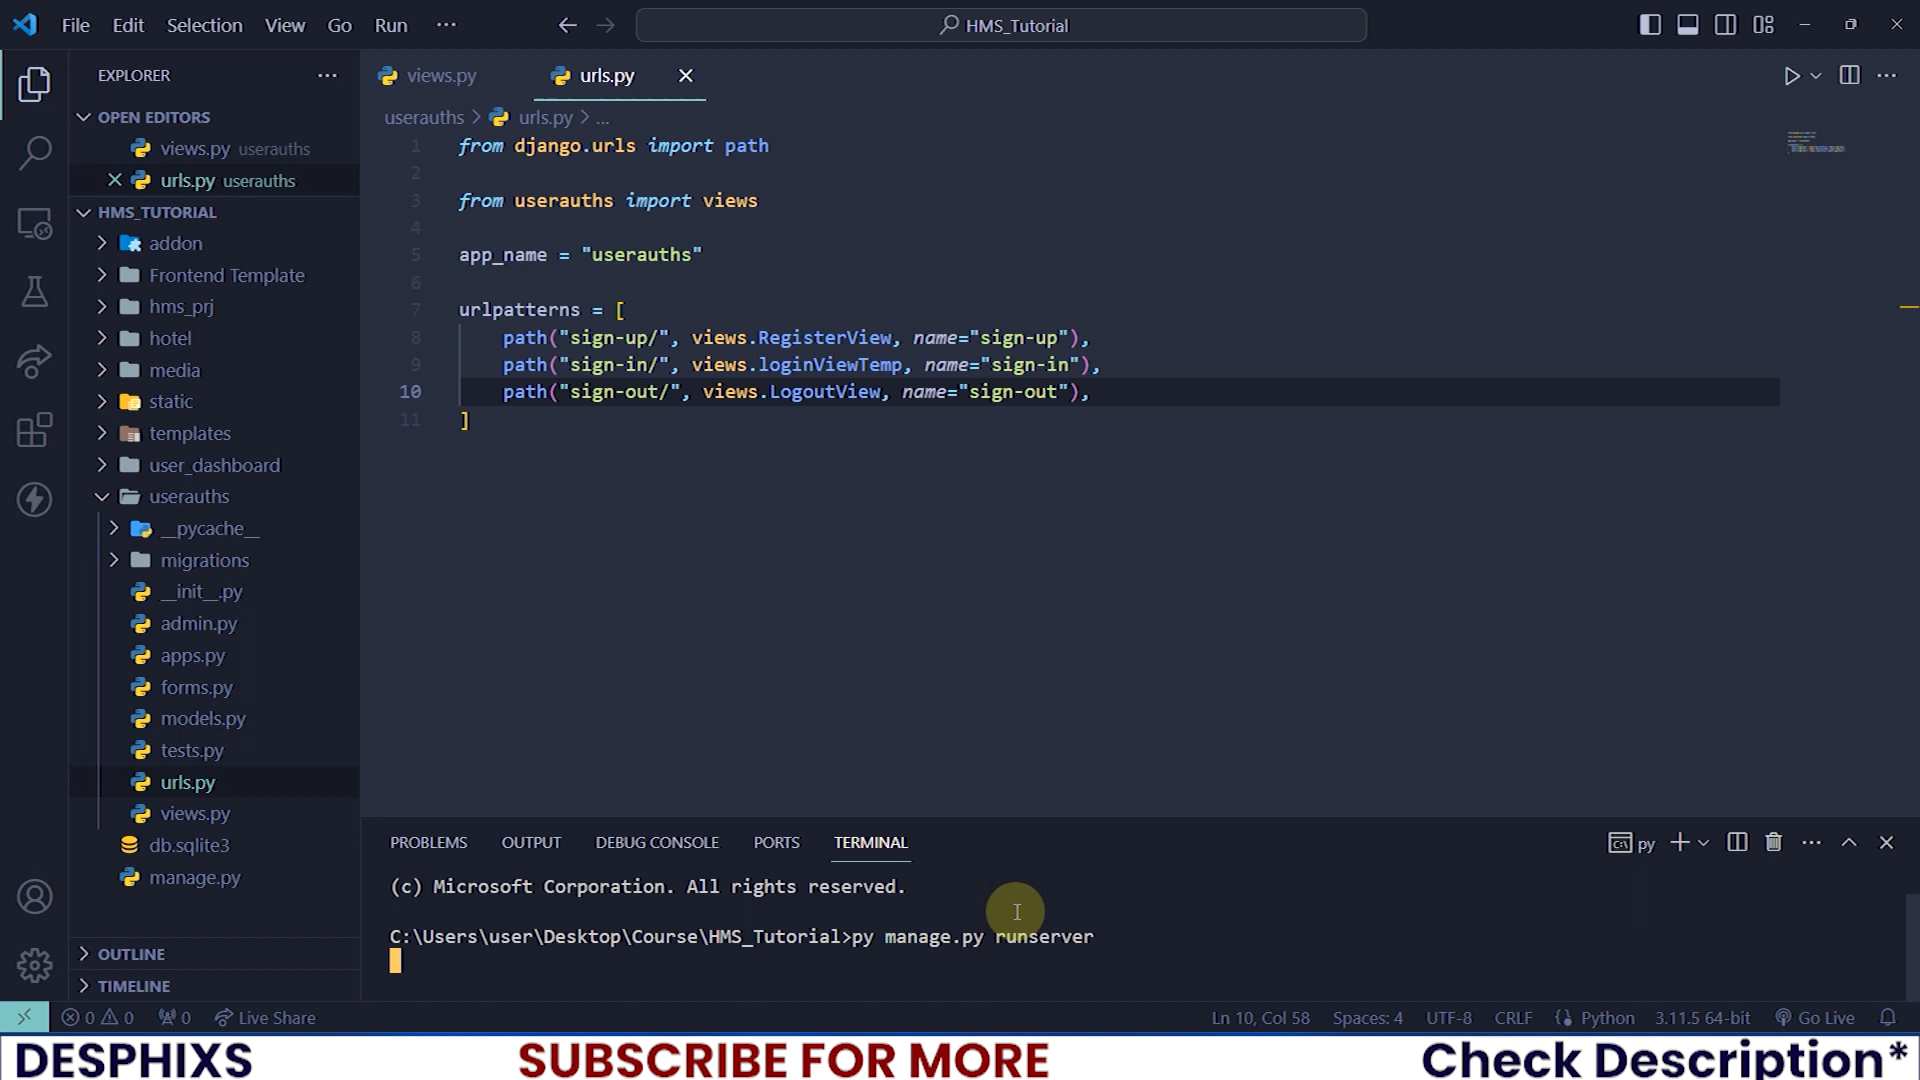 File Edit Selection View Go Run ...
HMS_Tutorial
EXPLORER
OPEN EDITORS
views.py userauths
urls.py userauths
HMS_TUTORIAL
addon
Frontend Template
hms_prj
hotel
media
static
templates
user_dashboard
userauths
__pycache__
migrations
__init__.py
admin.py
apps.py
forms.py
models.py
tests.py
urls.py
views.py
db.sqlite3
manage.py
OUTLINE
TIMELINE
views.py urls.py
userauths > urls.py > ...
1 from django.urls import path
2
3 from userauths import views
4
5 app_name = "userauths"
6
7 urlpatterns = [
8 path("sign-up/", views.RegisterView, name="sign-up"),
9 path("sign-in/", views.loginViewTemp, name="sign-in"),
10 path("sign-out/", views.LogoutView, name="sign-out"),
11 ]
PROBLEMS OUTPUT DEBUG CONSOLE PORTS TERMINAL
py
(c) Microsoft Corporation. All rights reserved.
C:\Users\user\Desktop\Course\HMS_Tutorial>py manage.py runserver
0 0 0 Live Share Ln 10, Col 58 Spaces: 4 UTF-8 CRLF Python 3.11.5 64-bit Go Live
DESPHIXS SUBSCRIBE FOR MORE Check Description*